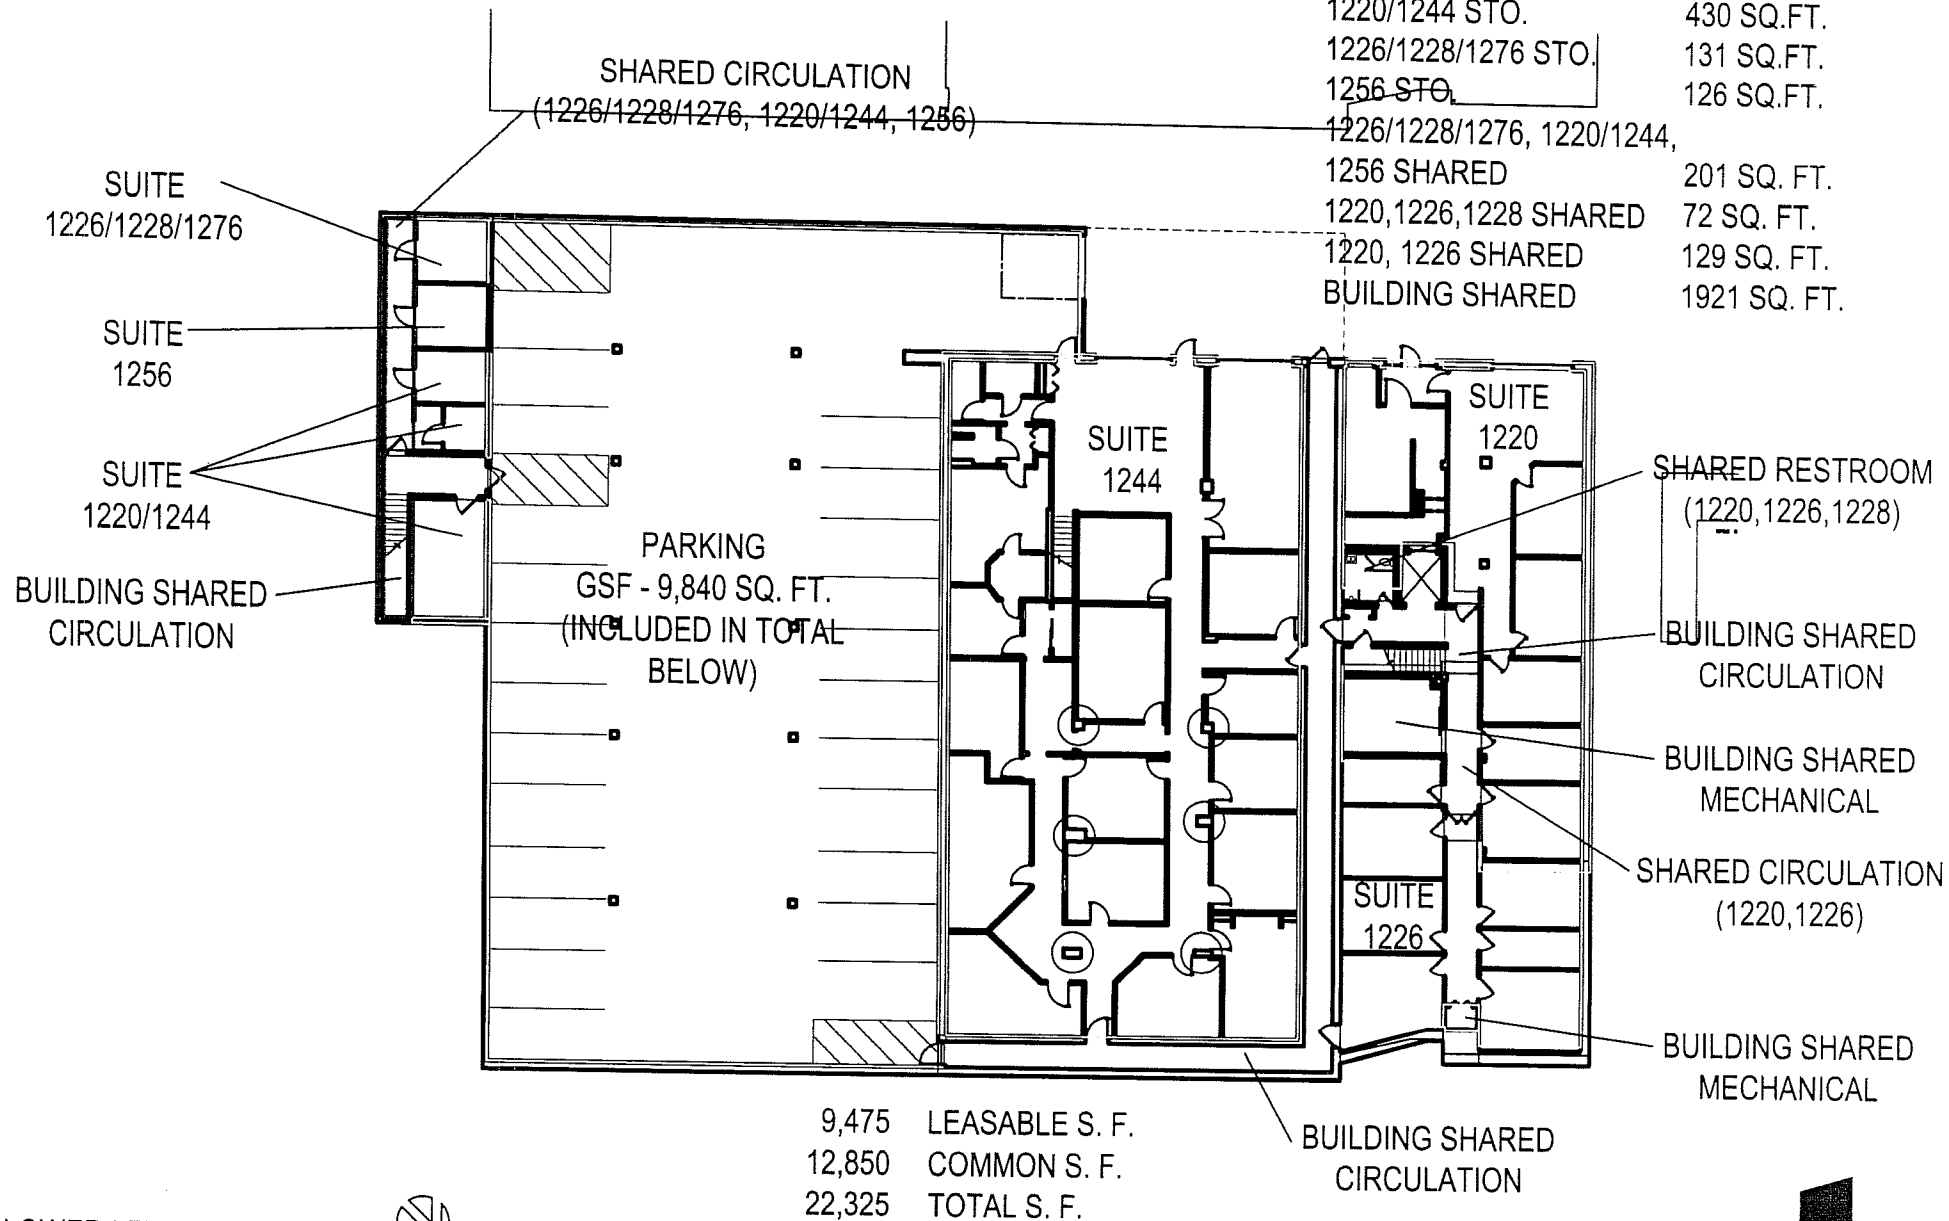 1220/1244 STO. 430 SQ.FT.
1226/1228/1276 STO. 131 SQ.FT.
1256 STO. 126 SQ.FT.
1226/1228/1276, 1220/1244,
1256 SHARED 201 SQ. FT.
1220,1226,1228 SHARED 72 SQ. FT.
1220, 1226 SHARED 129 SQ. FT.
BUILDING SHARED 1921 SQ. FT.
SHARED CIRCULATION
(1226/1228/1276, 1220/1244, 1256)
SUITE
1226/1228/1276
SUITE
1256
SUITE
1220/1244
BUILDING SHARED
CIRCULATION
PARKING
GSF - 9,840 SQ. FT.
(INCLUDED IN TOTAL
BELOW)
SUITE
1244
SUITE
1220
SHARED RESTROOM
(1220,1226,1228)
BUILDING SHARED
CIRCULATION
BUILDING SHARED
MECHANICAL
SHARED CIRCULATION
(1220,1226)
SUITE
1226
BUILDING SHARED
MECHANICAL
BUILDING SHARED
CIRCULATION
9,475 LEASABLE S. F.
12,850 COMMON S. F.
22,325 TOTAL S. F.